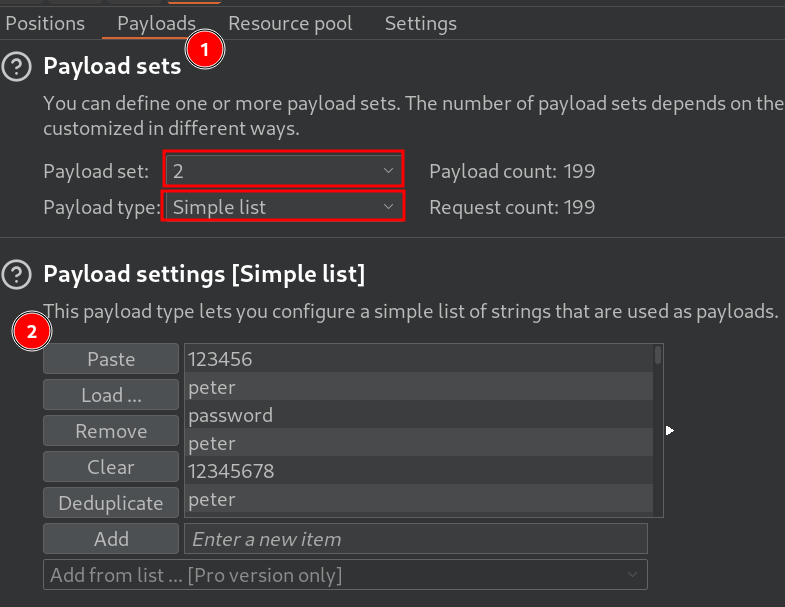 Positions Payloads Resource pool Settings
1
Payload sets
You can define one or more payload sets. The number of payload sets depends on the
customized in different ways.
Payload set: 2 Payload count: 199
Payload type: Simple list Request count: 199
Payload settings [Simple list]
This payload type lets you configure a simple list of strings that are used as payloads.
2
Paste 123456
peter
Load ... password
Remove peter
Clear 12345678
Deduplicate peter
Add Enter a new item
Add from list ... [Pro version only]